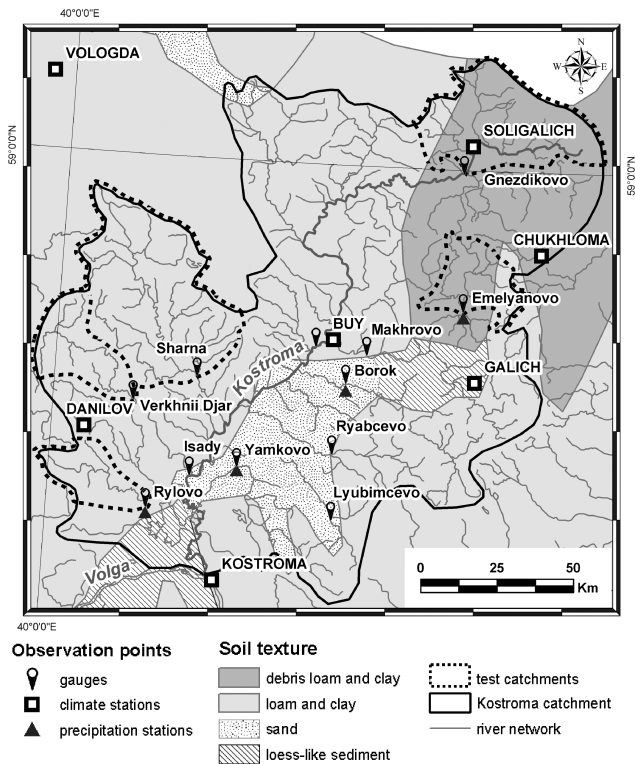 40°0'0"E
VOLOGDA
N
W
E
S
59°0'0"N
SOLIGALICH
59°0'0"N
Gnezdikovo
CHUKHLOMA
Emelyanovo
BUY
Makhrovo
Sharna
Kostroma
Borok
GALICH
Verkhnii Djar
DANILOV
Ryabcevo
Isady
Yamkovo
Rylovo
Lyubimcevo
KOSTROMA
Volga
0 25 50
Km
40°0'0"E
Observation points
gauges
climate stations
precipitation stations
Soil texture
debris loam and clay
loam and clay
sand
loess-like sediment
test catchments
Kostroma catchment
river network